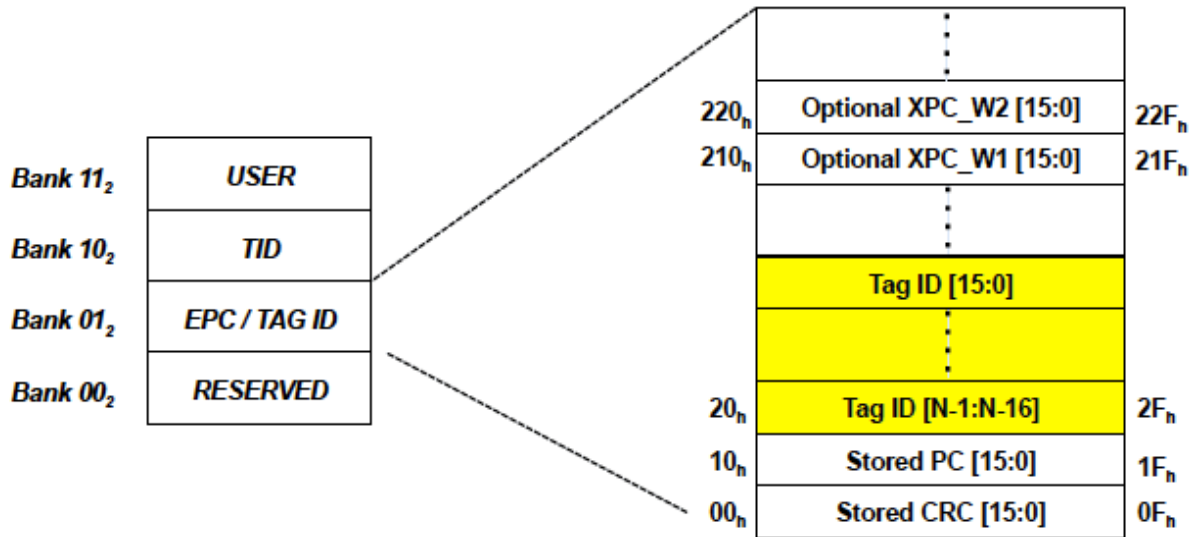 Bank 11₂ USER
Bank 10₂ TID
Bank 01₂ EPC / TAG ID
Bank 00₂ RESERVED
220ₕ Optional XPC_W2 [15:0] 22Fₕ
210ₕ Optional XPC_W1 [15:0] 21Fₕ
Tag ID [15:0]
20ₕ Tag ID [N-1:N-16] 2Fₕ
10ₕ Stored PC [15:0] 1Fₕ
00ₕ Stored CRC [15:0] 0Fₕ